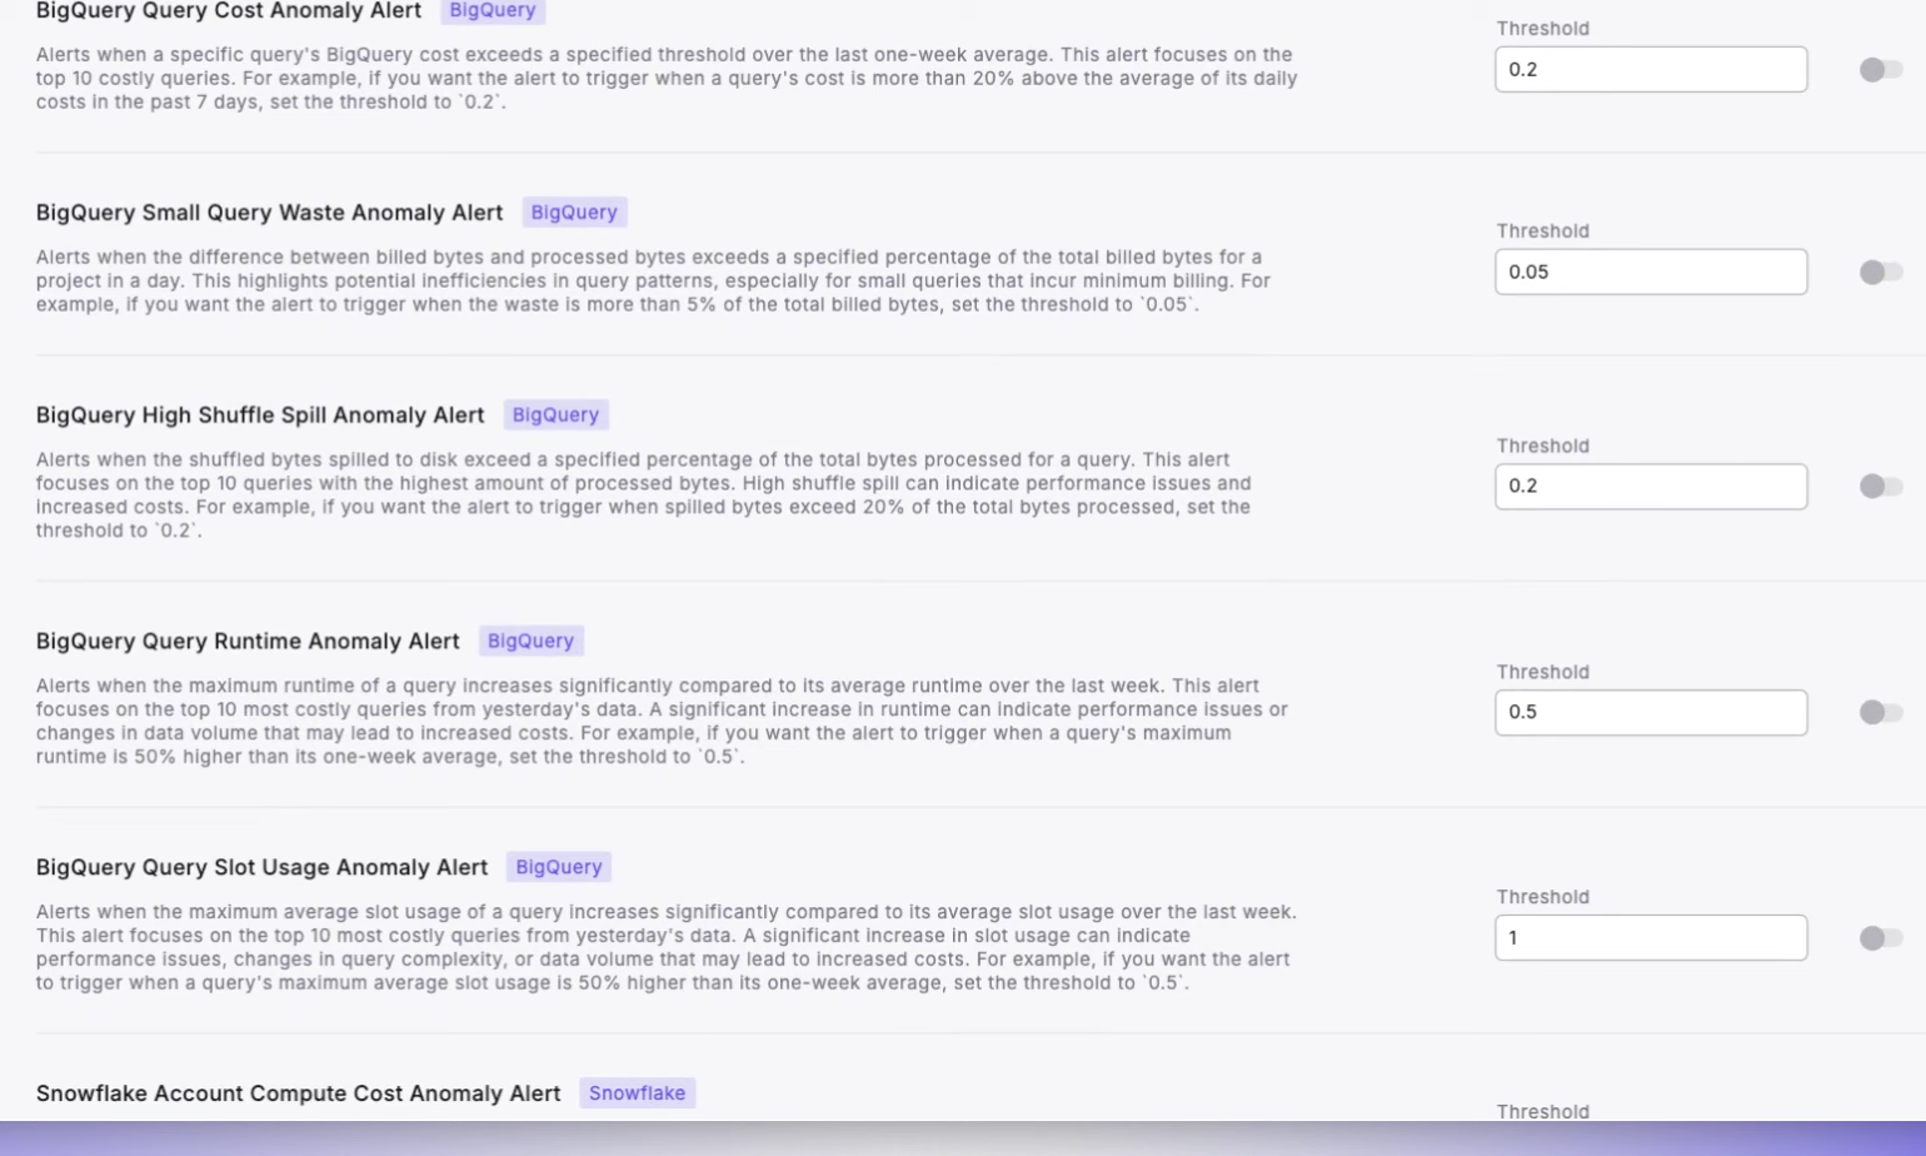 BigQuery Query Cost Anomaly Alert BigQuery
Threshold
Alerts when a specific query's BigQuery cost exceeds a specified threshold over the last one-week average. This alert focuses on the
top 10 costly queries. For example, if you want the alert to trigger when a query's cost is more than 20% above the average of its daily
costs in the past 7 days, set the threshold to `0.2`.
0.2
BigQuery Small Query Waste Anomaly Alert BigQuery
Threshold
Alerts when the difference between billed bytes and processed bytes exceeds a specified percentage of the total billed bytes for a
project in a day. This highlights potential inefficiencies in query patterns, especially for small queries that incur minimum billing. For
example, if you want the alert to trigger when the waste is more than 5% of the total billed bytes, set the threshold to `0.05`.
0.05
BigQuery High Shuffle Spill Anomaly Alert BigQuery
Threshold
Alerts when the shuffled bytes spilled to disk exceed a specified percentage of the total bytes processed for a query. This alert
focuses on the top 10 queries with the highest amount of processed bytes. High shuffle spill can indicate performance issues and
increased costs. For example, if you want the alert to trigger when spilled bytes exceed 20% of the total bytes processed, set the
threshold to `0.2`.
0.2
BigQuery Query Runtime Anomaly Alert BigQuery
Threshold
Alerts when the maximum runtime of a query increases significantly compared to its average runtime over the last week. This alert
focuses on the top 10 most costly queries from yesterday's data. A significant increase in runtime can indicate performance issues or
changes in data volume that may lead to increased costs. For example, if you want the alert to trigger when a query's maximum
runtime is 50% higher than its one-week average, set the threshold to `0.5`.
0.5
BigQuery Query Slot Usage Anomaly Alert BigQuery
Threshold
Alerts when the maximum average slot usage of a query increases significantly compared to its average slot usage over the last week.
This alert focuses on the top 10 most costly queries from yesterday's data. A significant increase in slot usage can indicate
performance issues, changes in query complexity, or data volume that may lead to increased costs. For example, if you want the alert
to trigger when a query's maximum average slot usage is 50% higher than its one-week average, set the threshold to `0.5`.
1
Snowflake Account Compute Cost Anomaly Alert Snowflake
Threshold